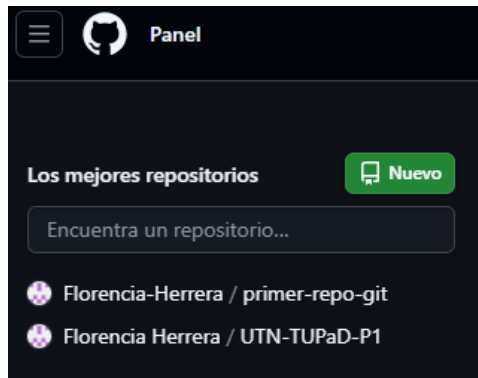 Panel
Los mejores repositorios
Nuevo
Encuentra un repositorio...
Florencia-Herrera / primer-repo-git
Florencia Herrera / UTN-TUPaD-P1